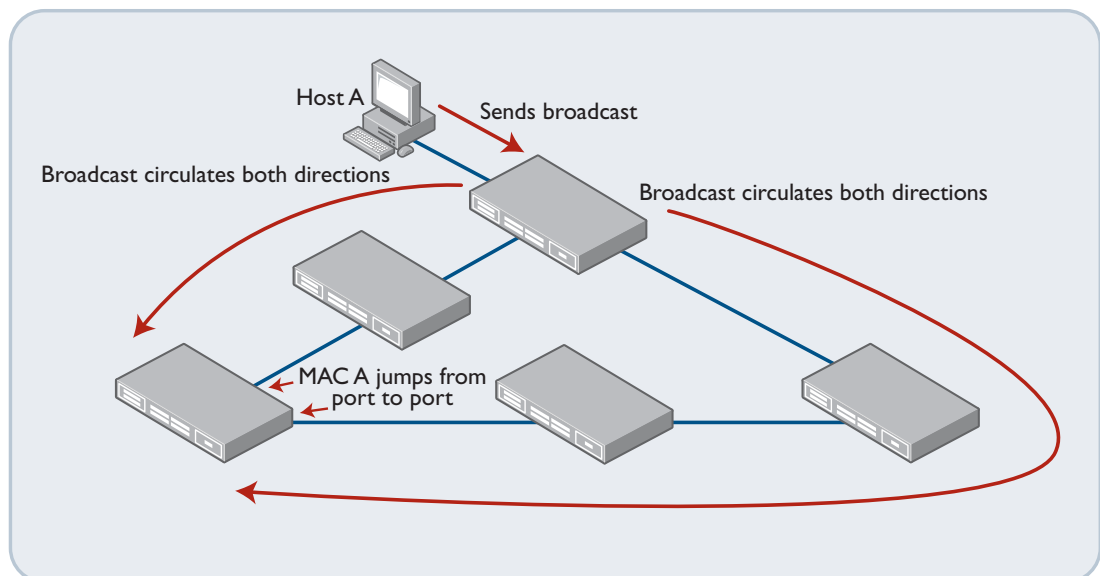 Host A
Sends broadcast
Broadcast circulates both directions
Broadcast circulates both directions
MAC A jumps from
port to port